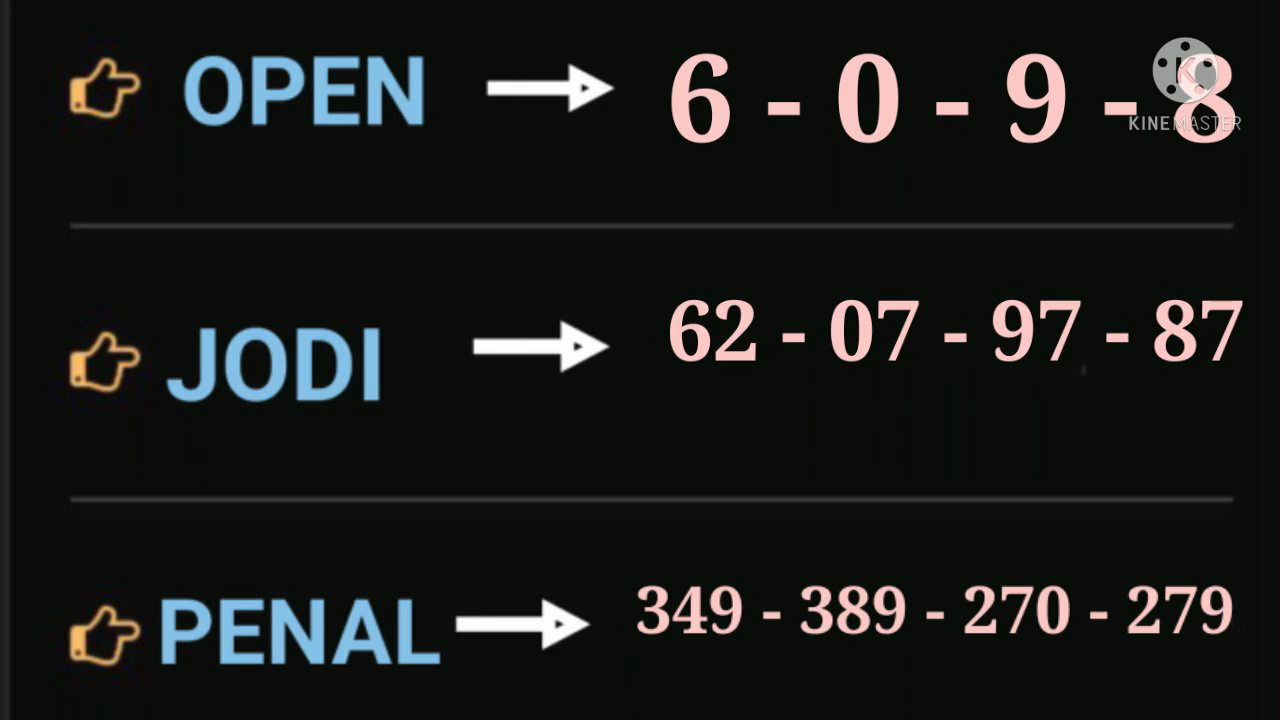 OPEN 6 - 0 - 9 - 8
KINEMASTER
JODI 62 - 07 - 97 - 87
PENAL 349 - 389 - 270 - 279